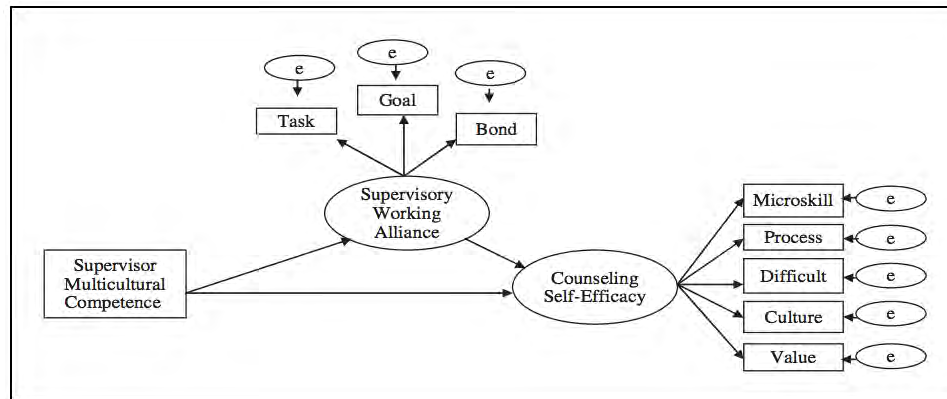 e
e
e
Task
Goal
Bond
Supervisory
Working
Alliance
Supervisor
Multicultural
Competence
Counseling
Self-Efficacy
Microskill
e
Process
e
Difficult
e
Culture
e
Value
e